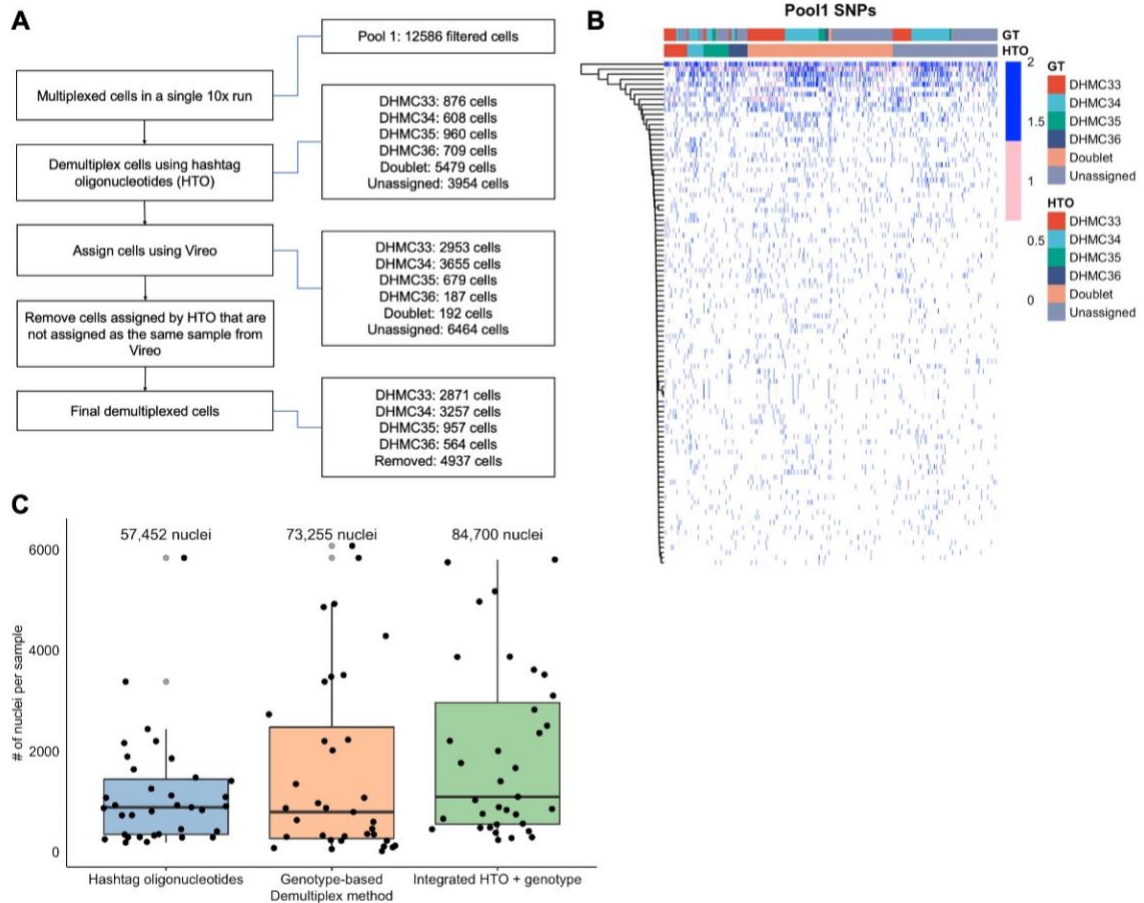 A
Pool 1: 12586 filtered cells
Multiplexed cells in a single 10x run
DHMC33: 876 cells
DHMC34: 608 cells
DHMC35: 960 cells
DHMC36: 709 cells
Doublet: 5479 cells
Unassigned: 3954 cells
Demultiplex cells using hashtag
oligonucleotides (HTO)
Assign cells using Vireo
DHMC33: 2953 cells
DHMC34: 3655 cells
DHMC35: 679 cells
DHMC36: 187 cells
Doublet: 192 cells
Unassigned: 6464 cells
Remove cells assigned by HTO that are
not assigned as the same sample from
Vireo
Final demultiplexed cells
DHMC33: 2871 cells
DHMC34: 3257 cells
DHMC35: 957 cells
DHMC36: 564 cells
Removed: 4937 cells
B
Pool1 SNPs
GT
HTO
2
1.5
1
0.5
0
GT
DHMC33
DHMC34
DHMC35
DHMC36
Doublet
Unassigned
HTO
DHMC33
DHMC34
DHMC35
DHMC36
Doublet
Unassigned
C
57,452 nuclei
73,255 nuclei
84,700 nuclei
# of nuclei per sample
6000
4000
2000
0
Hashtag oligonucleotides
Genotype-based
Demultiplex method
Integrated HTO + genotype